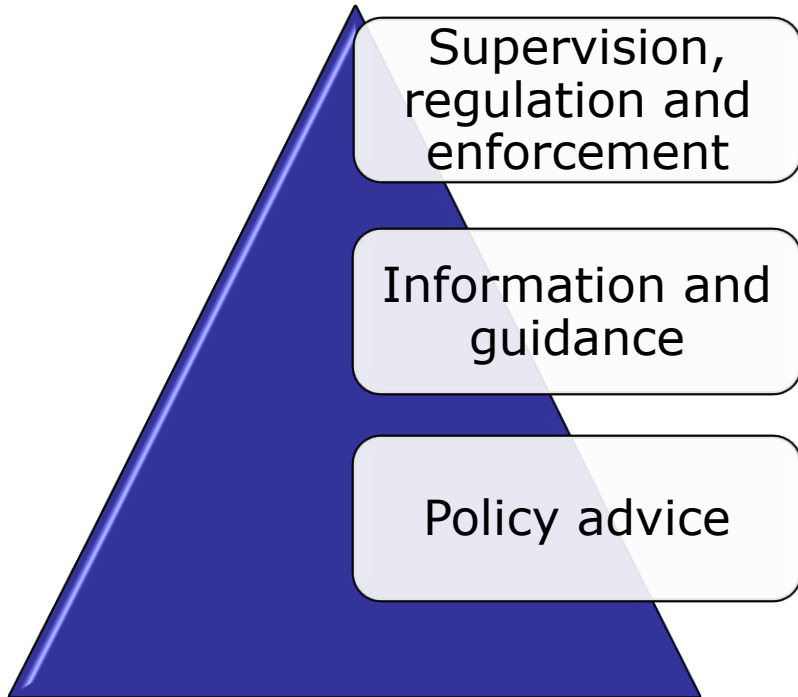 Supervision,
regulation and
enforcement
Information and
guidance
Policy advice